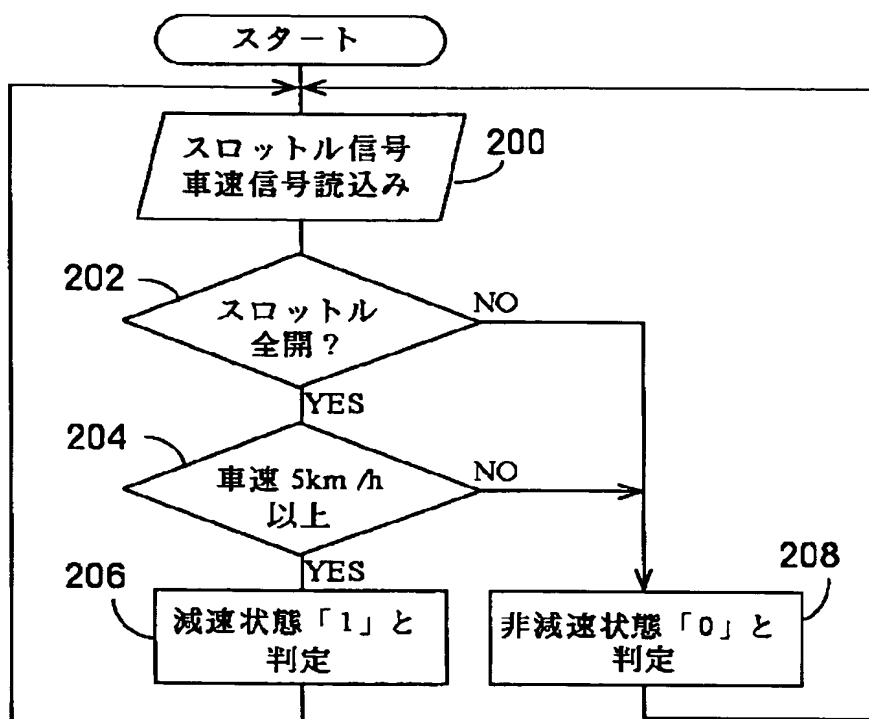 スタート
スロットル信号
車速信号読込み
200
202
スロットル
全開？
NO
YES
204
車速 5km/h
以上
NO
YES
206
減速状態「1」と
判定
208
非減速状態「0」と
判定